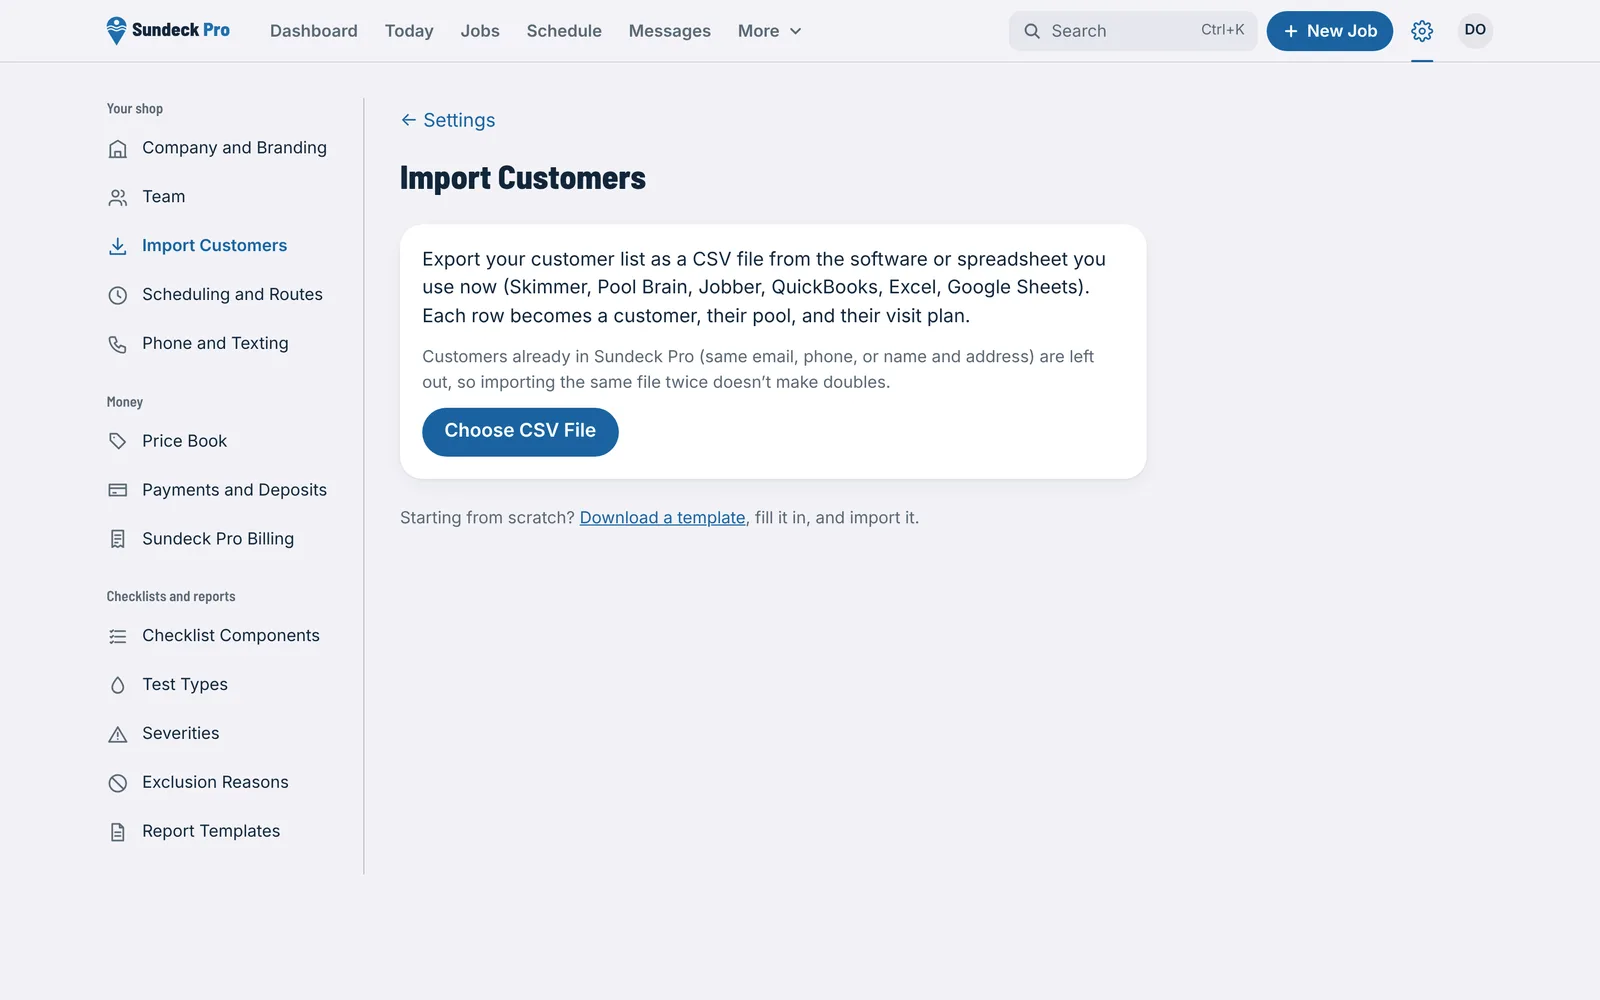 Sundeck Pro
Dashboard
Today
Jobs
Schedule
Messages
More
Search
Ctrl+K
+ New Job
DO
Your shop
Company and Branding
Team
Import Customers
Scheduling and Routes
Phone and Texting
Money
Price Book
Payments and Deposits
Sundeck Pro Billing
Checklists and reports
Checklist Components
Test Types
Severities
Exclusion Reasons
Report Templates
← Settings
Import Customers
Export your customer list as a CSV file from the software or spreadsheet you
use now (Skimmer, Pool Brain, Jobber, QuickBooks, Excel, Google Sheets).
Each row becomes a customer, their pool, and their visit plan.
Customers already in Sundeck Pro (same email, phone, or name and address) are left
out, so importing the same file twice doesn’t make doubles.
Choose CSV File
Starting from scratch? Download a template, fill it in, and import it.